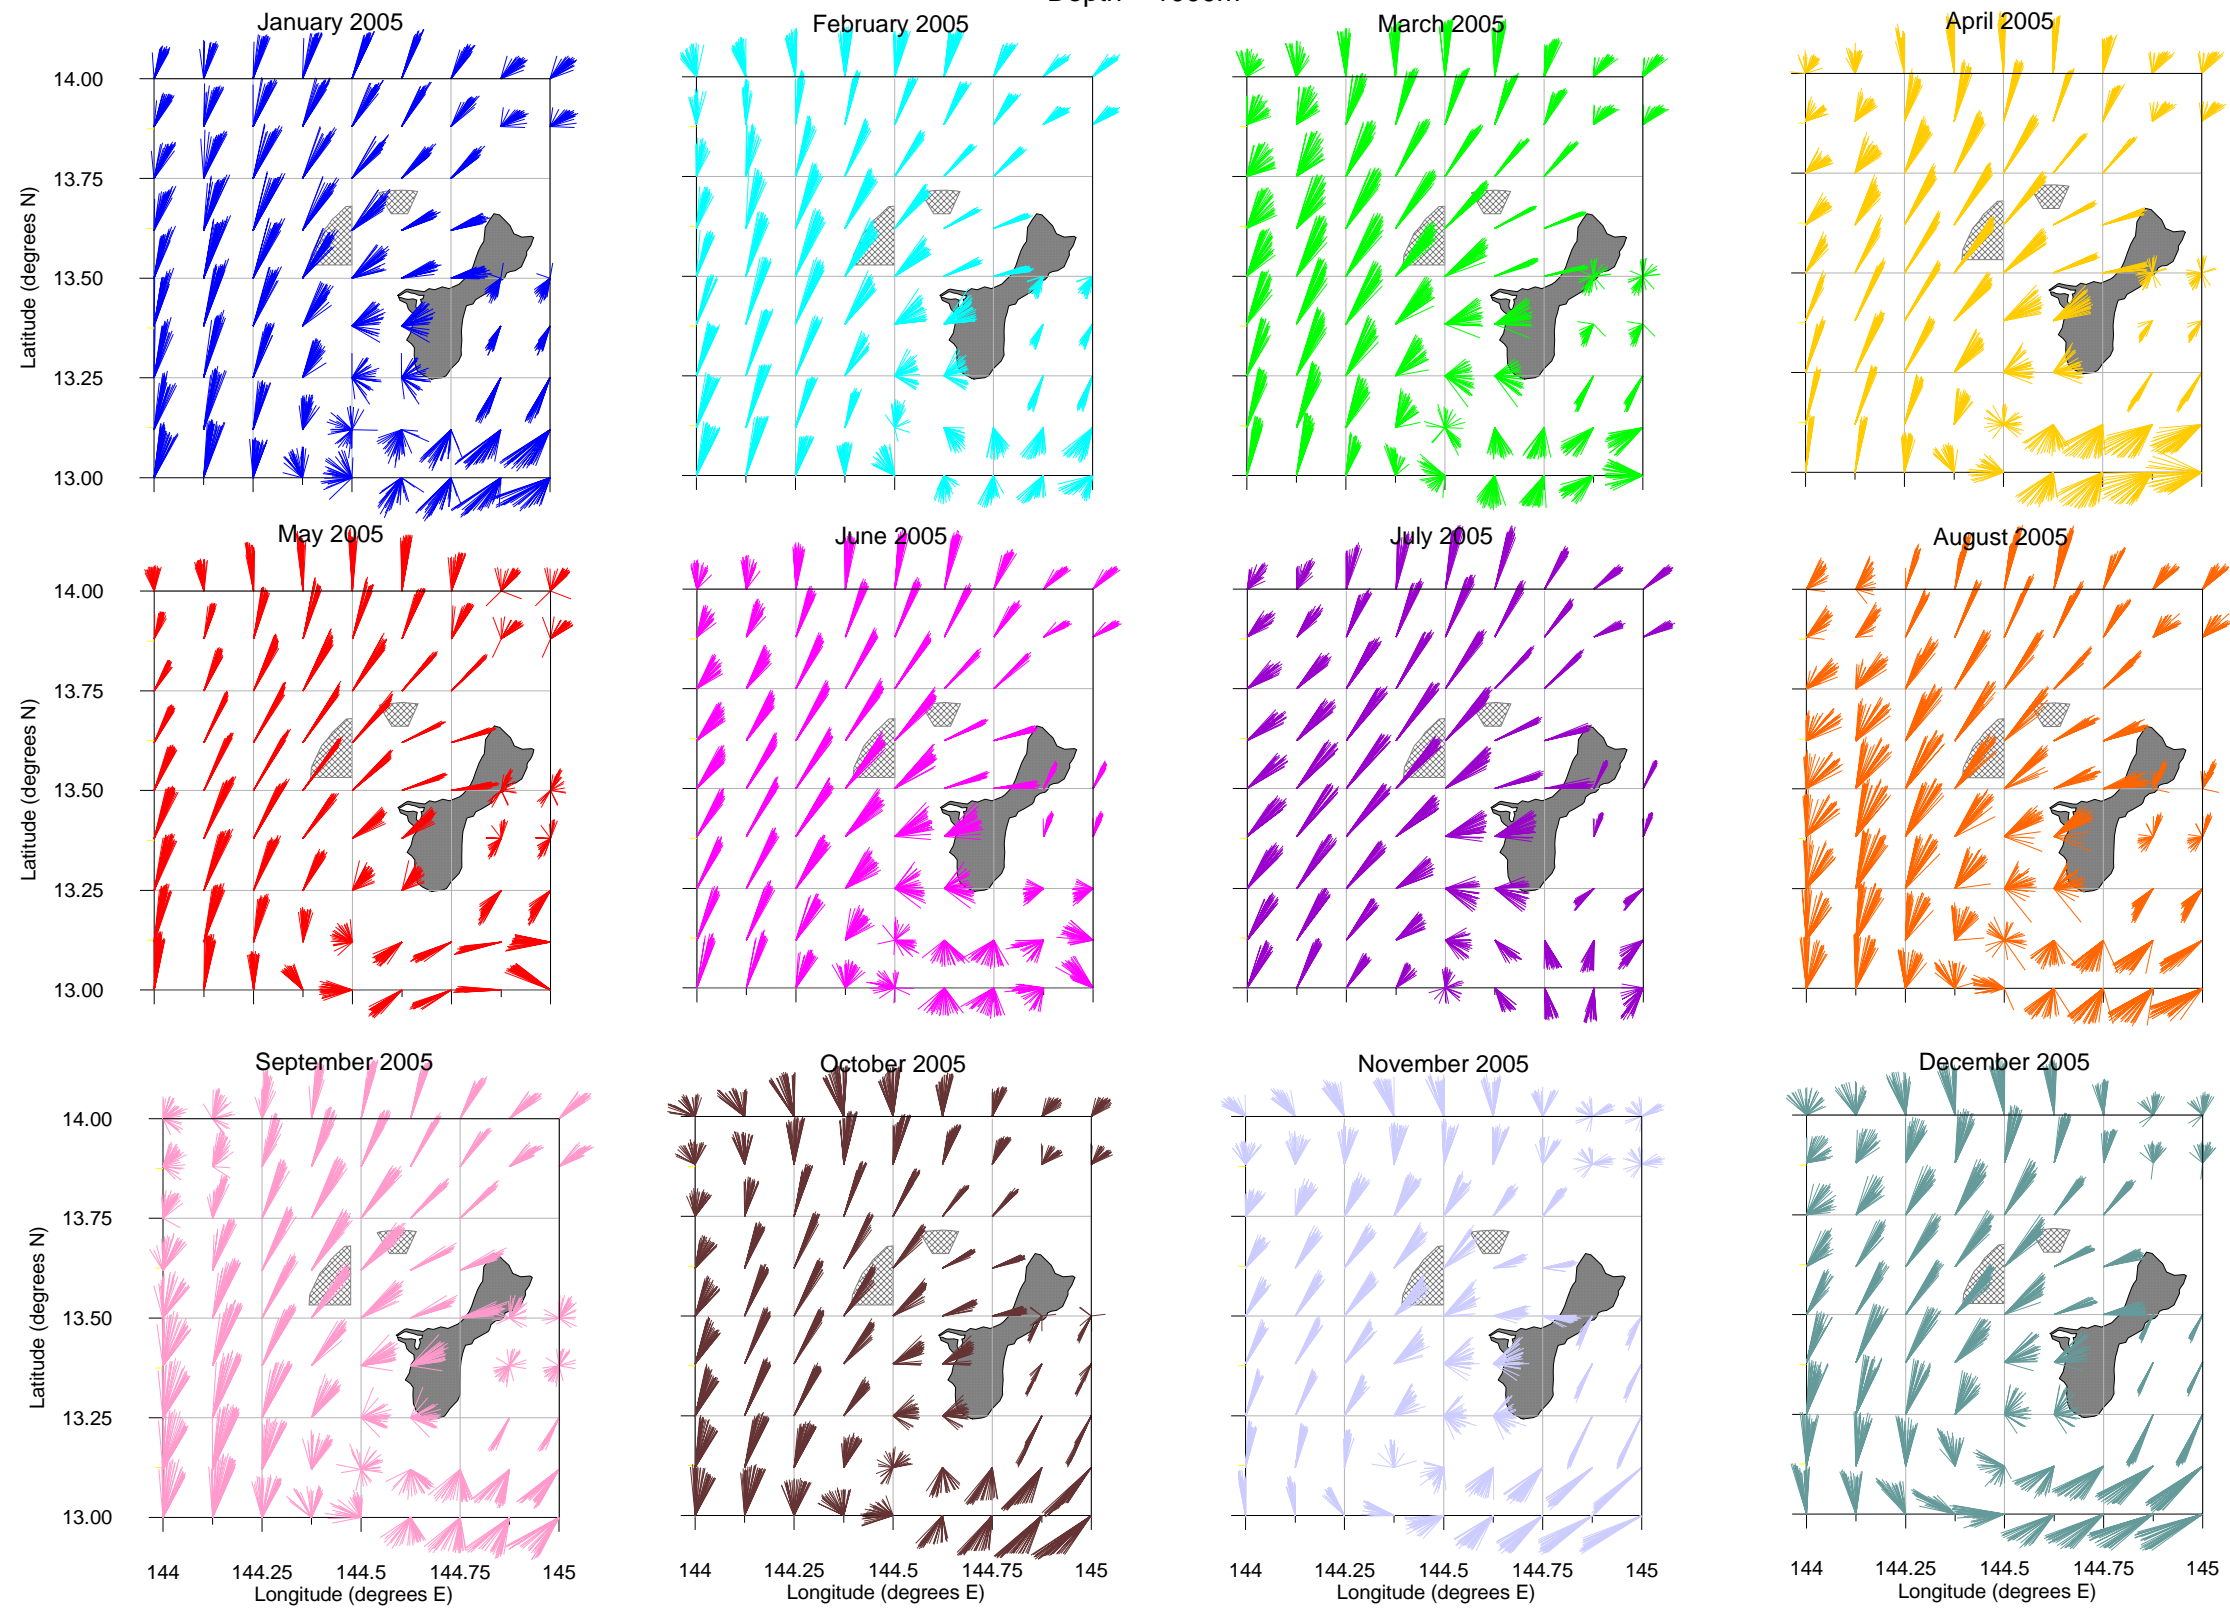 January 2005
February 2005
March 2005
April 2005
14.00
13.75
13.50
13.25
13.00
Latitude (degrees N)
May 2005
June 2005
July 2005
August 2005
14.00
13.75
13.50
13.25
13.00
Latitude (degrees N)
September 2005
October 2005
November 2005
December 2005
14.00
13.75
13.50
13.25
13.00
Latitude (degrees N)
144 144.25 144.5 144.75 145
Longitude (degrees E)
144 144.25 144.5 144.75 145
Longitude (degrees E)
144 144.25 144.5 144.75 145
Longitude (degrees E)
144 144.25 144.5 144.75 145
Longitude (degrees E)